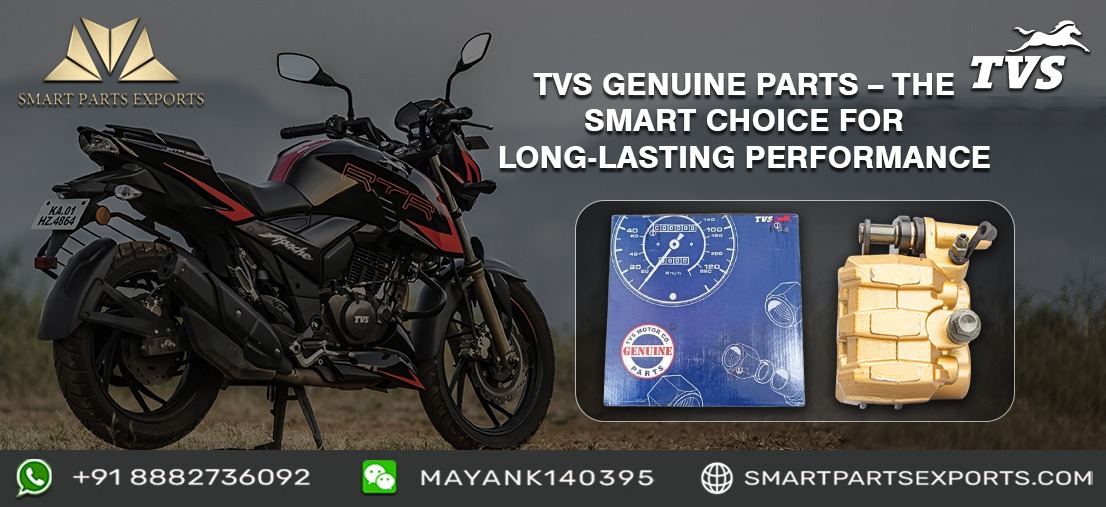 SMART PARTS EXPORTS
TVS
TVS GENUINE PARTS – THE
SMART CHOICE FOR
LONG-LASTING PERFORMANCE
KA.01
HZ.4864
RTR
Apache
TVS
TVS
Km/h
TVS MOTOR CO
GENUINE
PARTS
+91 8882736092
MAYANK140395
SMARTPARTSEXPORTS.COM